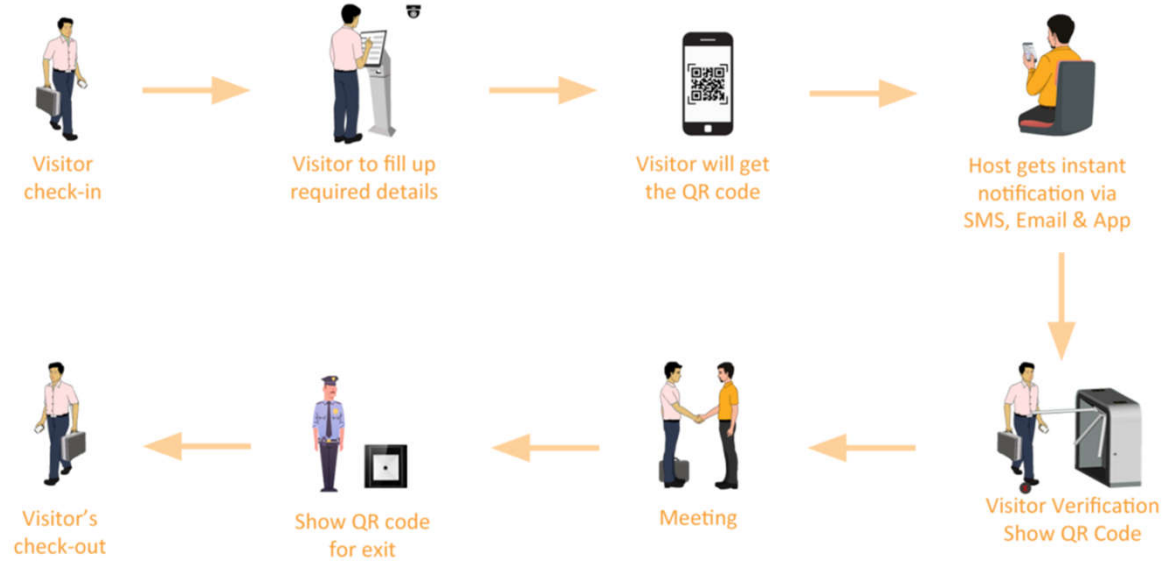 Visitor
check-in
Visitor to fill up
required details
Visitor will get
the QR code
Host gets instant
notification via
SMS, Email & App
Visitor Verification
Show QR Code
Meeting
Show QR code
for exit
Visitor's
check-out